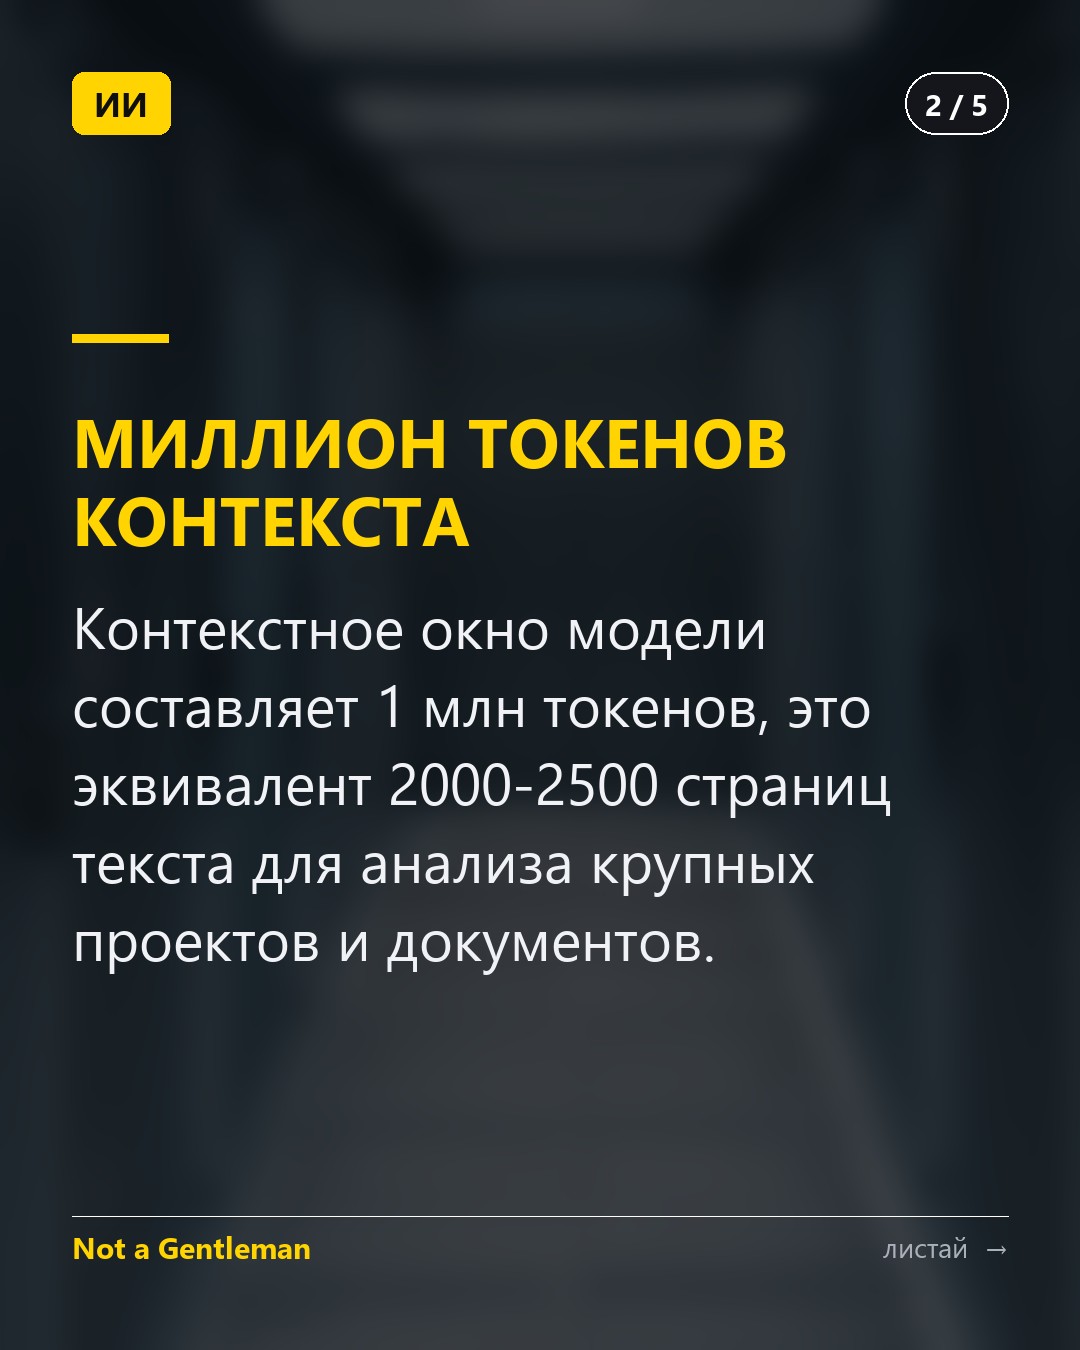 ИИ
2 / 5
МИЛЛИОН ТОКЕНОВ
КОНТЕКСТА
Контекстное окно модели
составляет 1 млн токенов, это
эквивалент 2000-2500 страниц
текста для анализа крупных
проектов и документов.
Not a Gentleman
листай →